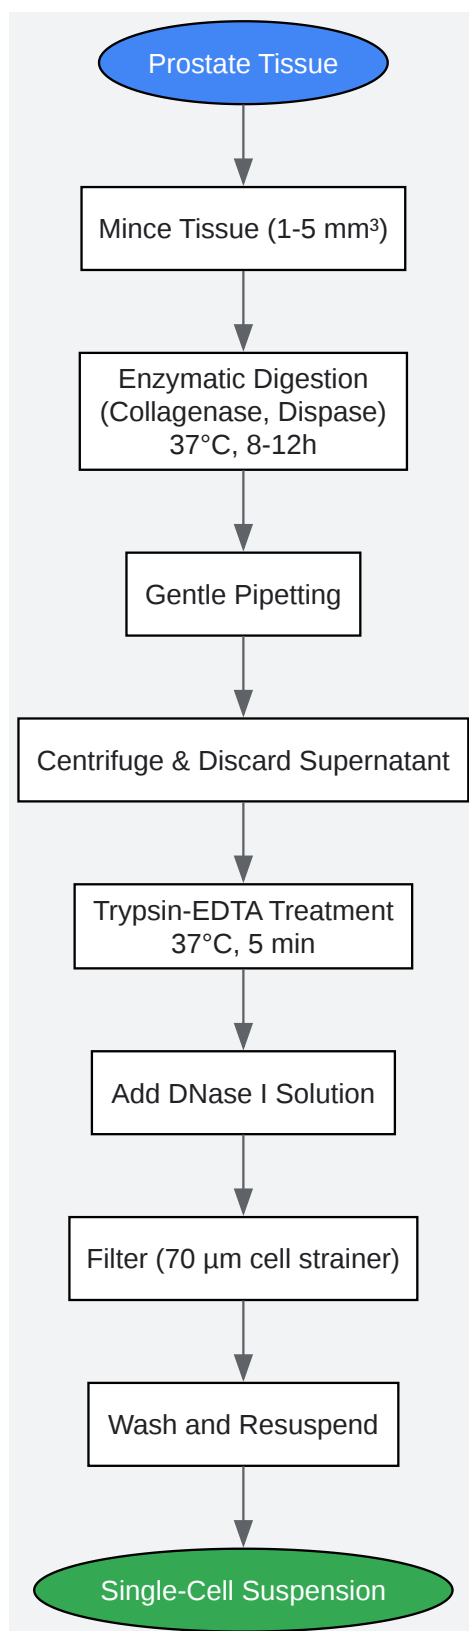 Prostate Tissue
Mince Tissue (1-5 mm³)
Enzymatic Digestion
(Collagenase, Dispase)
37°C, 8-12h
Gentle Pipetting
Centrifuge & Discard Supernatant
Trypsin-EDTA Treatment
37°C, 5 min
Add DNase I Solution
Filter (70 µm cell strainer)
Wash and Resuspend
Single-Cell Suspension